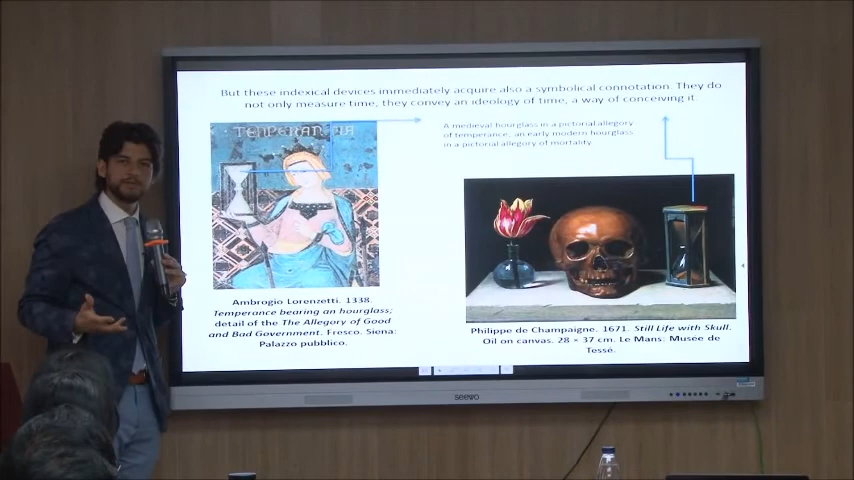 But these indexical devices immediately acquire also a symbolical connotation. They do
not only measure time, they convey an ideology of time, a way of conceiving it.
TEMPERANTIA
A medieval hourglass in a pictorial allegory
of temperance; an early modern hourglass
in a pictorial allegory of mortality
Ambrogio Lorenzetti. 1338.
Temperance bearing an hourglass;
detail of the The Allegory of Good
and Bad Government. Fresco. Siena:
Palazzo pubblico.
Philippe de Champaigne. 1671. Still Life with Skull.
Oil on canvas. 28 × 37 cm. Le Mans: Musée de
Tessé.
seewo